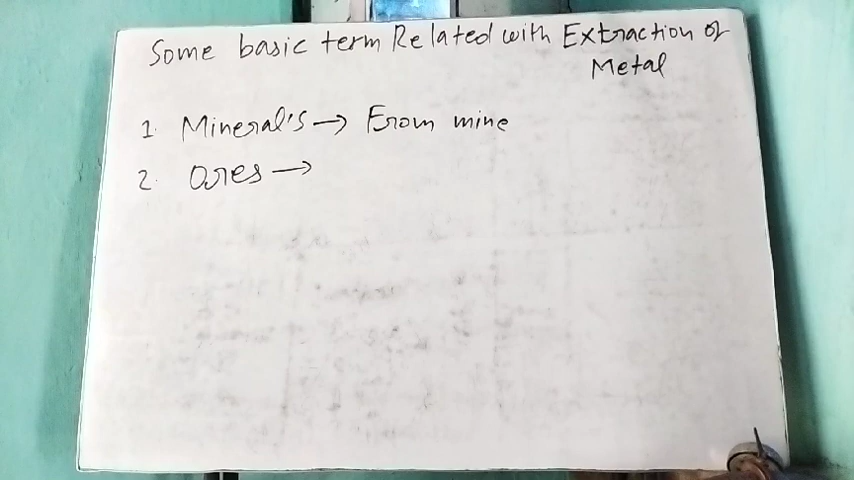 Some basic term Related with Extraction of
Metal
1. Mineral's → From mine
2. Ores →